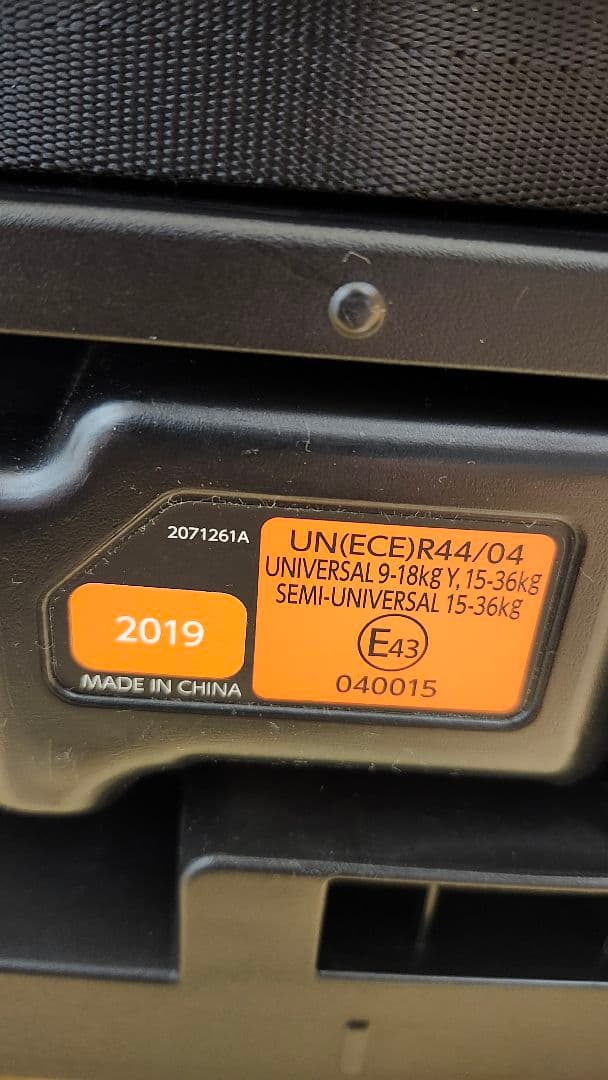 2071261A
2019
MADE IN CHINA
UN(ECE)R44/04
UNIVERSAL 9-18kg Y, 15-36kg
SEMI-UNIVERSAL 15-36kg
E43
040015